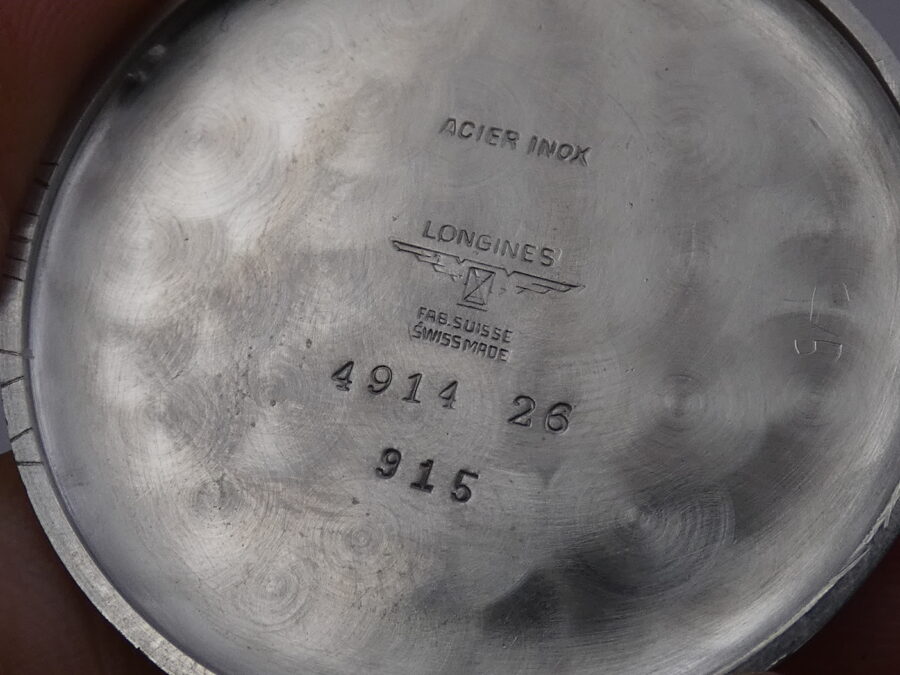 ACIER INOX
LONGINES
FAB. SUISSE
SWISS MADE
4914 26
915